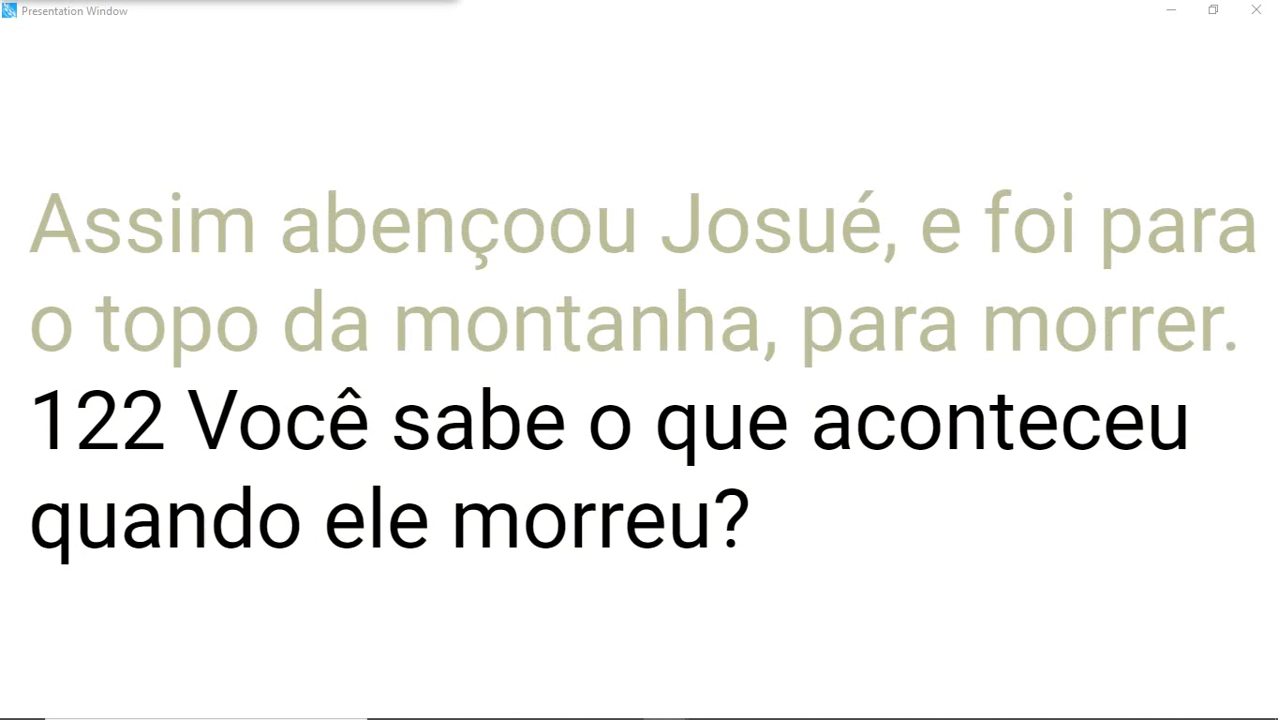 Presentation Window
Assim abençoou Josué, e foi para
o topo da montanha, para morrer.
122 Você sabe o que aconteceu
quando ele morreu?